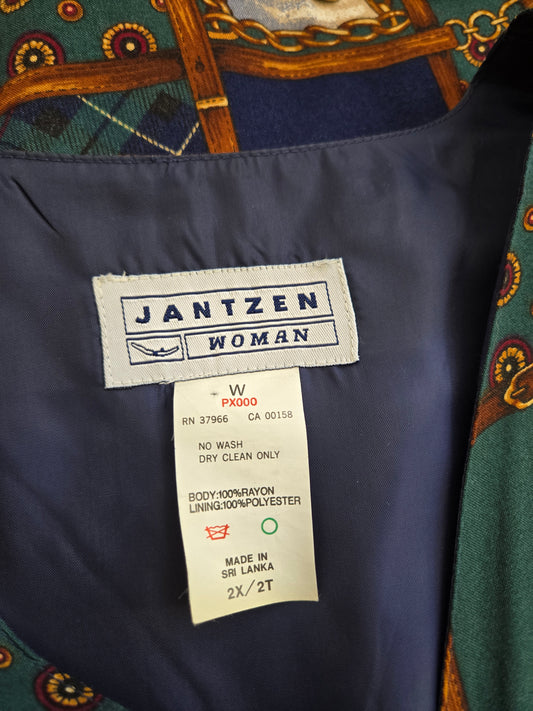 JANTZEN
WOMAN
W
PX000
RN 37966 CA 00158
NO WASH
DRY CLEAN ONLY
BODY:100%RAYON
LINING:100%POLYESTER
MADE IN
SRI LANKA
2X/2T